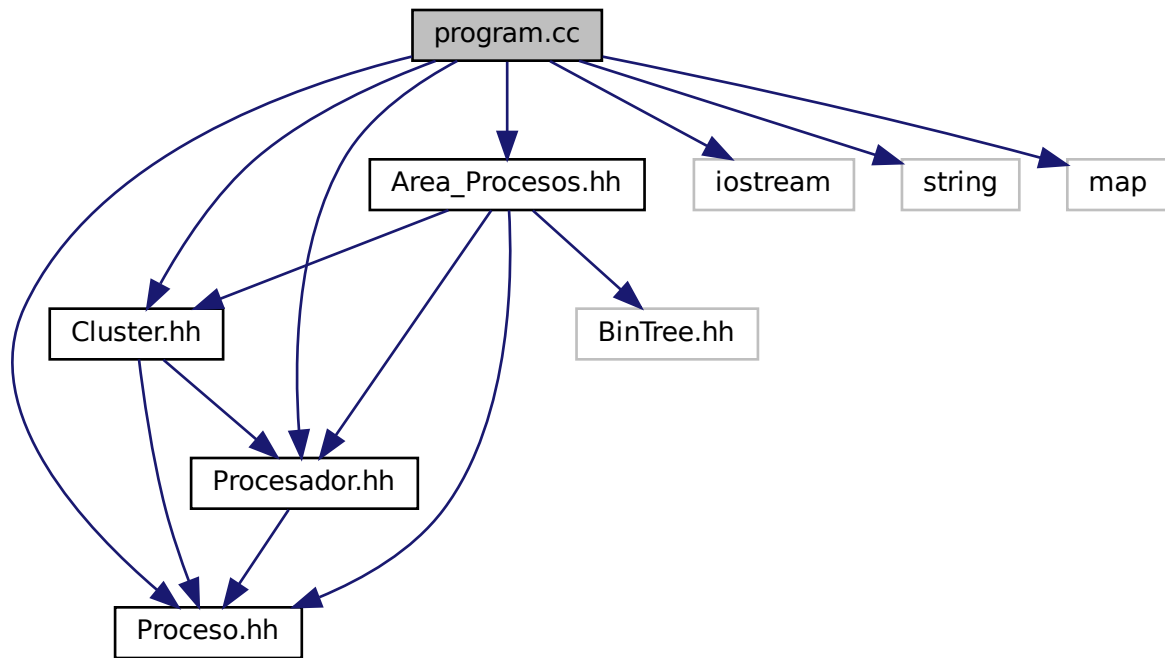 program.cc
Area_Procesos.hh
iostream
string
map
Cluster.hh
BinTree.hh
Procesador.hh
Proceso.hh